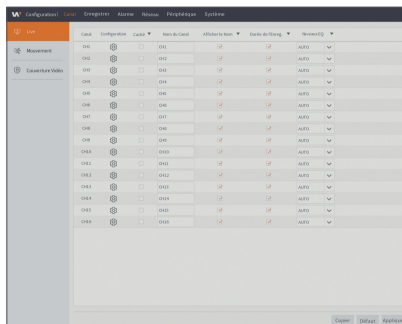 W Configuration| Canal Enregistrer Alarme Réseau Périphérique Système
Live
Mouvement
Couverture Vidéo
Canal Configuration Caché Nom du Canal Afficher le Nom Durée de l'Enreg. Niveaux EQ
CH1 CH1 AUTO
CH2 CH2 AUTO
CH3 CH3 AUTO
CH4 CH4 AUTO
CH5 CH5 AUTO
CH6 CH6 AUTO
CH7 CH7 AUTO
CH8 CH8 AUTO
CH9 CH9 AUTO
CH10 CH10 AUTO
CH11 CH11 AUTO
CH12 CH12 AUTO
CH13 CH13 AUTO
CH14 CH14 AUTO
CH15 CH15 AUTO
CH16 CH16 AUTO
Copier Défaut Applique